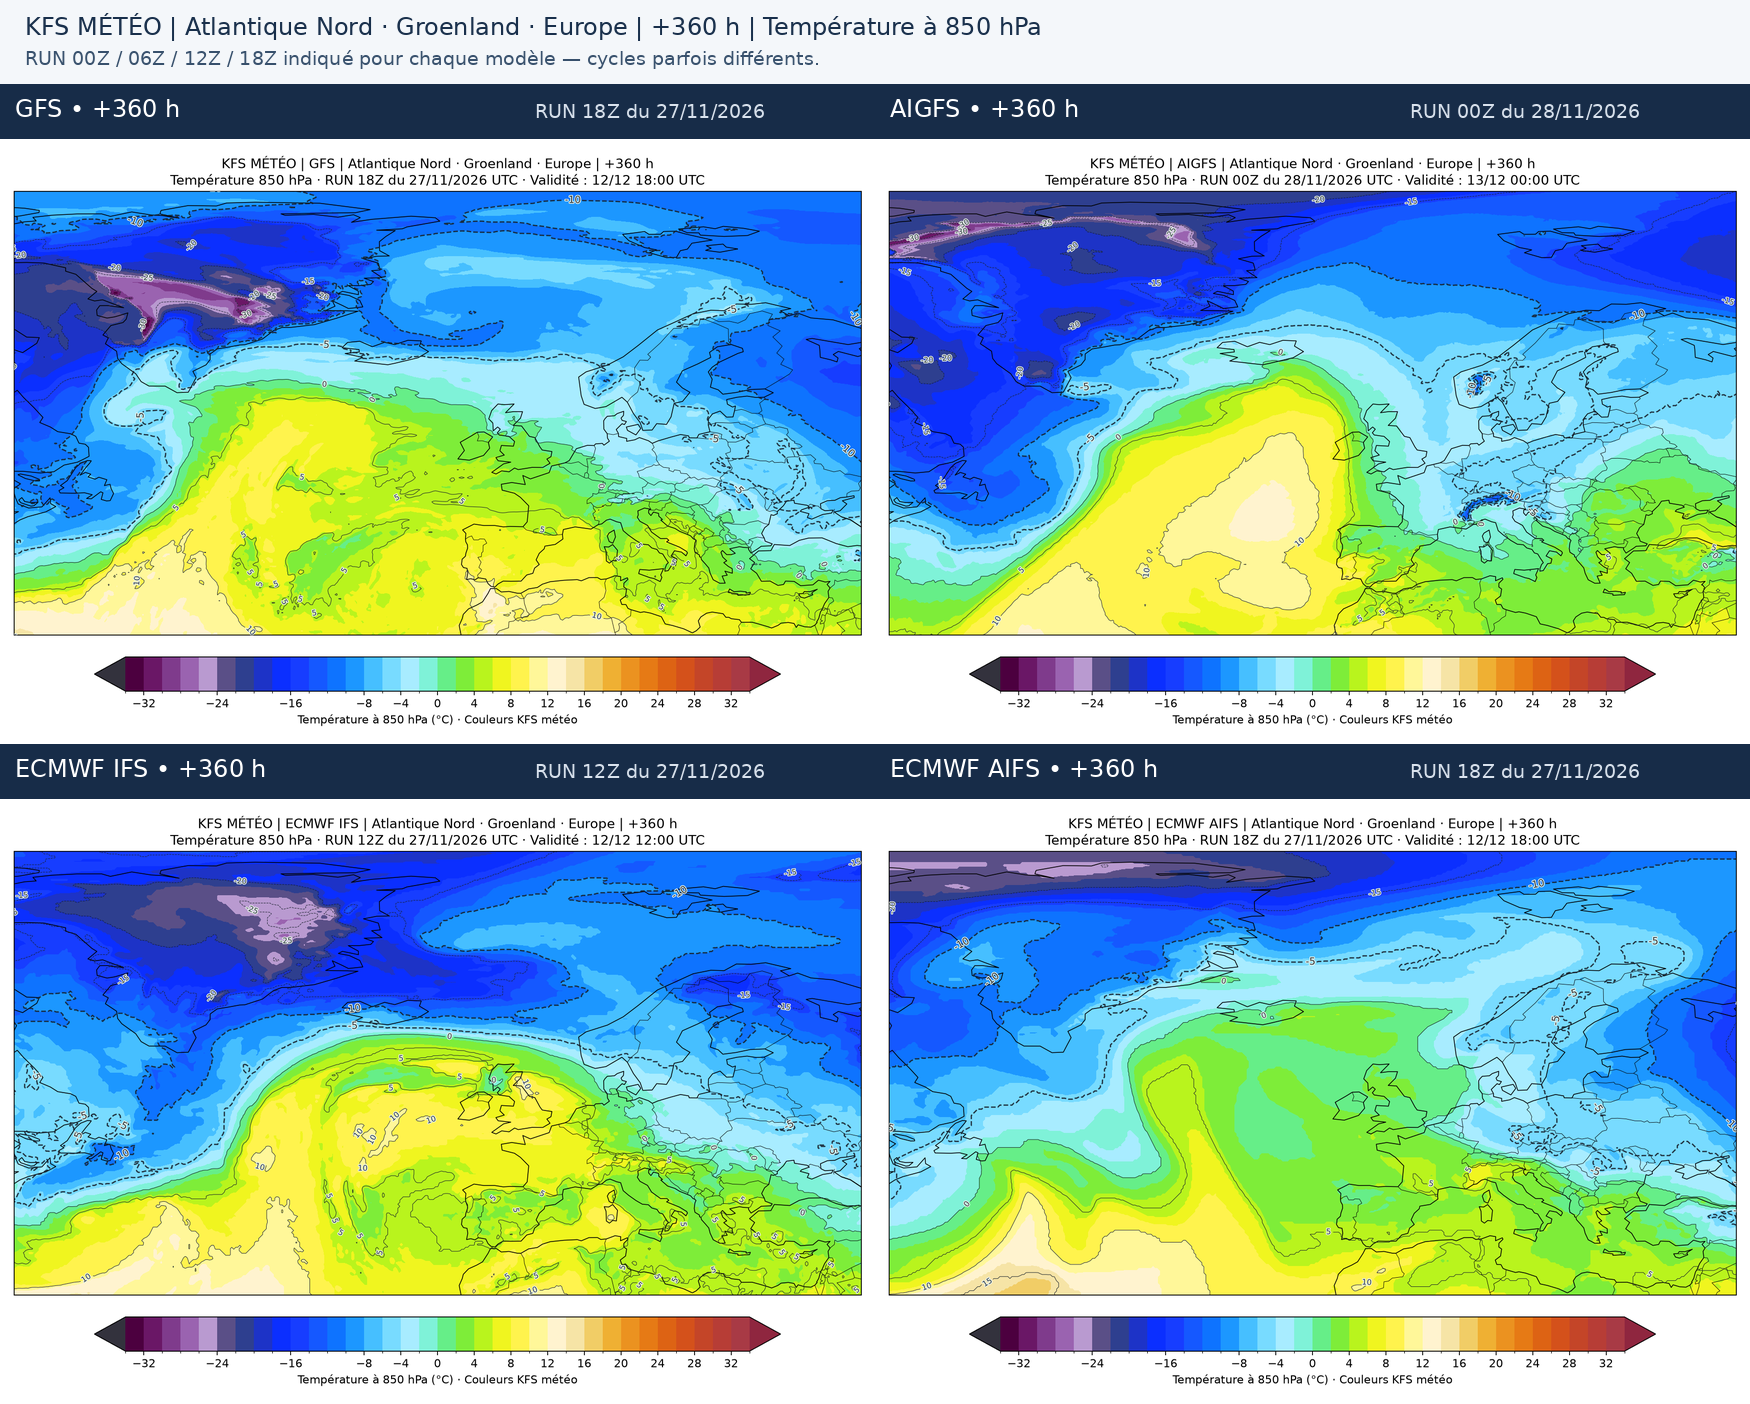 KFS MÉTÉO | Atlantique Nord · Groenland · Europe | +360 h | Température à 850 hPa
RUN 00Z / 06Z / 12Z / 18Z indiqué pour chaque modèle — cycles parfois différents.
GFS • +360 h
RUN 18Z du 27/11/2026
KFS MÉTÉO | GFS | Atlantique Nord · Groenland · Europe | +360 h
Température 850 hPa · RUN 18Z du 27/11/2026 UTC · Validité : 12/12 18:00 UTC
−32 −24 −16 −8 −4 0 4 8 12 16 20 24 28 32
Température à 850 hPa (°C) · Couleurs KFS météo
AIGFS • +360 h
RUN 00Z du 28/11/2026
KFS MÉTÉO | AIGFS | Atlantique Nord · Groenland · Europe | +360 h
Température 850 hPa · RUN 00Z du 28/11/2026 UTC · Validité : 13/12 00:00 UTC
−32 −24 −16 −8 −4 0 4 8 12 16 20 24 28 32
Température à 850 hPa (°C) · Couleurs KFS météo
ECMWF IFS • +360 h
RUN 12Z du 27/11/2026
KFS MÉTÉO | ECMWF IFS | Atlantique Nord · Groenland · Europe | +360 h
Température 850 hPa · RUN 12Z du 27/11/2026 UTC · Validité : 12/12 12:00 UTC
−32 −24 −16 −8 −4 0 4 8 12 16 20 24 28 32
Température à 850 hPa (°C) · Couleurs KFS météo
ECMWF AIFS • +360 h
RUN 18Z du 27/11/2026
KFS MÉTÉO | ECMWF AIFS | Atlantique Nord · Groenland · Europe | +360 h
Température 850 hPa · RUN 18Z du 27/11/2026 UTC · Validité : 12/12 18:00 UTC
−32 −24 −16 −8 −4 0 4 8 12 16 20 24 28 32
Température à 850 hPa (°C) · Couleurs KFS météo